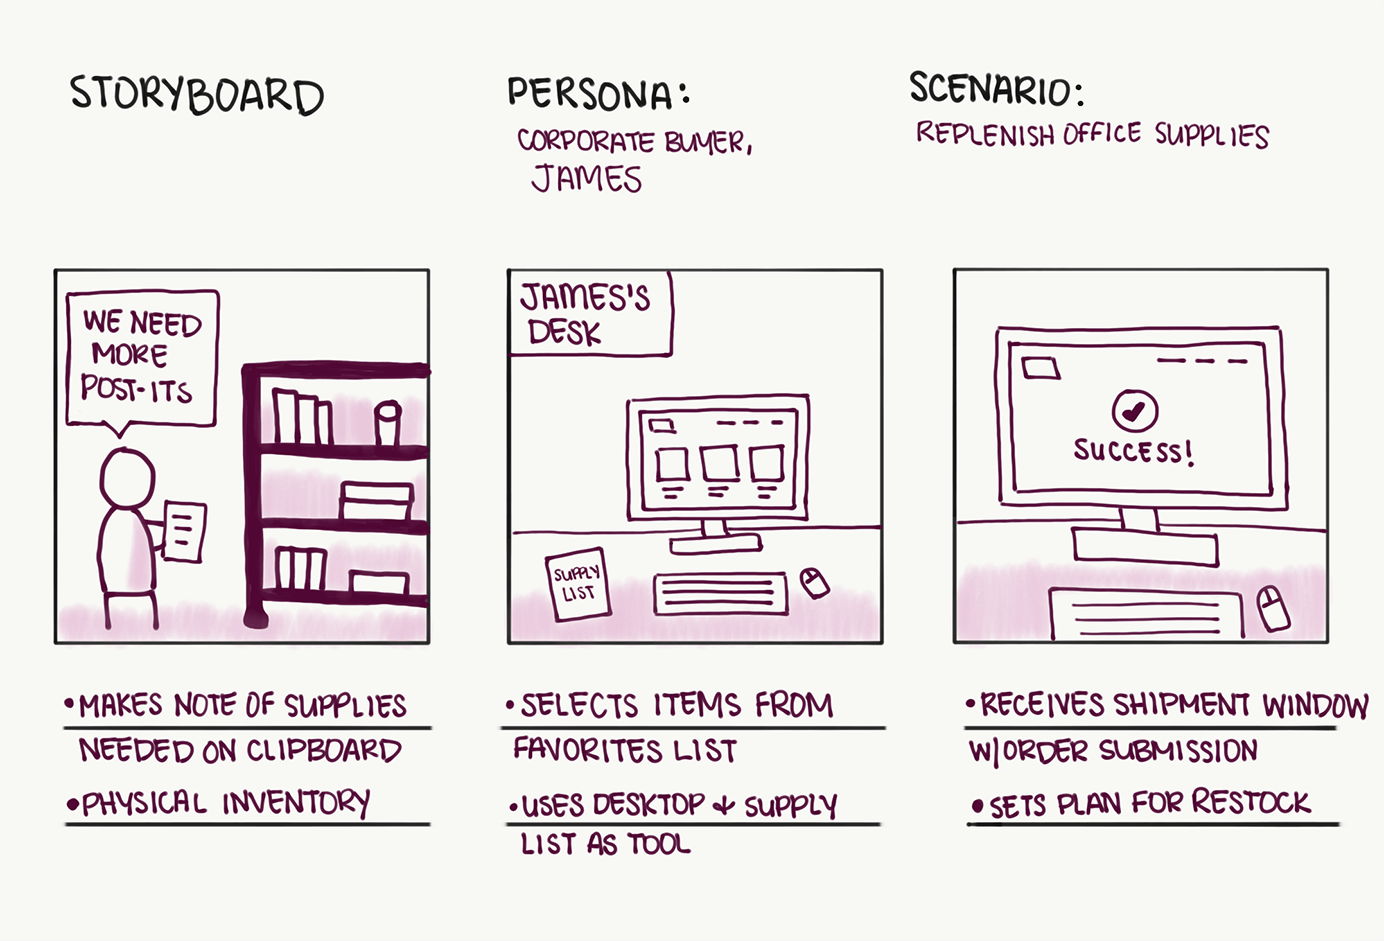 STORYBOARD
PERSONA:
CORPORATE BUYER,
JAMES
SCENARIO:
REPLENISH OFFICE SUPPLIES
WE NEED
MORE
POST-ITS
• MAKES NOTE OF SUPPLIES
NEEDED ON CLIPBOARD
• PHYSICAL INVENTORY
JAMES'S
DESK
SUPPLY
LIST
• SELECTS ITEMS FROM
FAVORITES LIST
• USES DESKTOP & SUPPLY
LIST AS TOOL
SUCCESS!
• RECEIVES SHIPMENT WINDOW
W/ORDER SUBMISSION
• SETS PLAN FOR RESTOCK